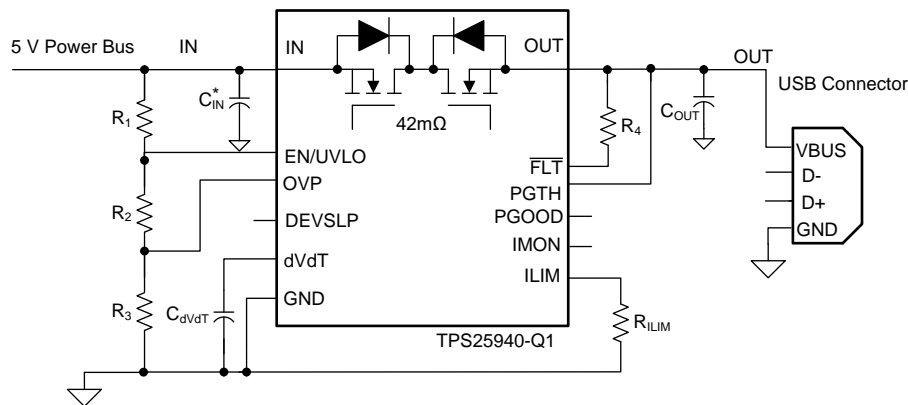 5 V Power Bus
IN
IN
OUT
OUT
USB Connector
R1
C*IN
42mΩ
R4
COUT
EN/UVLO
FLT
VBUS
OVP
PGTH
D-
R2
PGOOD
D+
DEVSLP
IMON
GND
dVdT
ILIM
R3
CdVdT
GND
RILIM
TPS25940-Q1